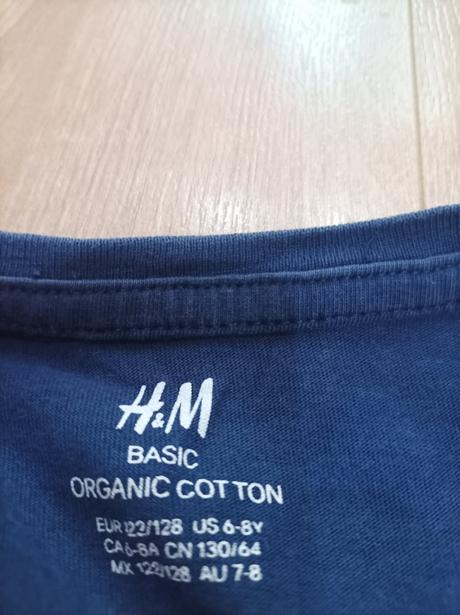 H&M
BASIC
ORGANIC COTTON
EUR 122/128 US 6-8Y
CA 6-8A CN 130/64
MX 122/128 AU 7-8